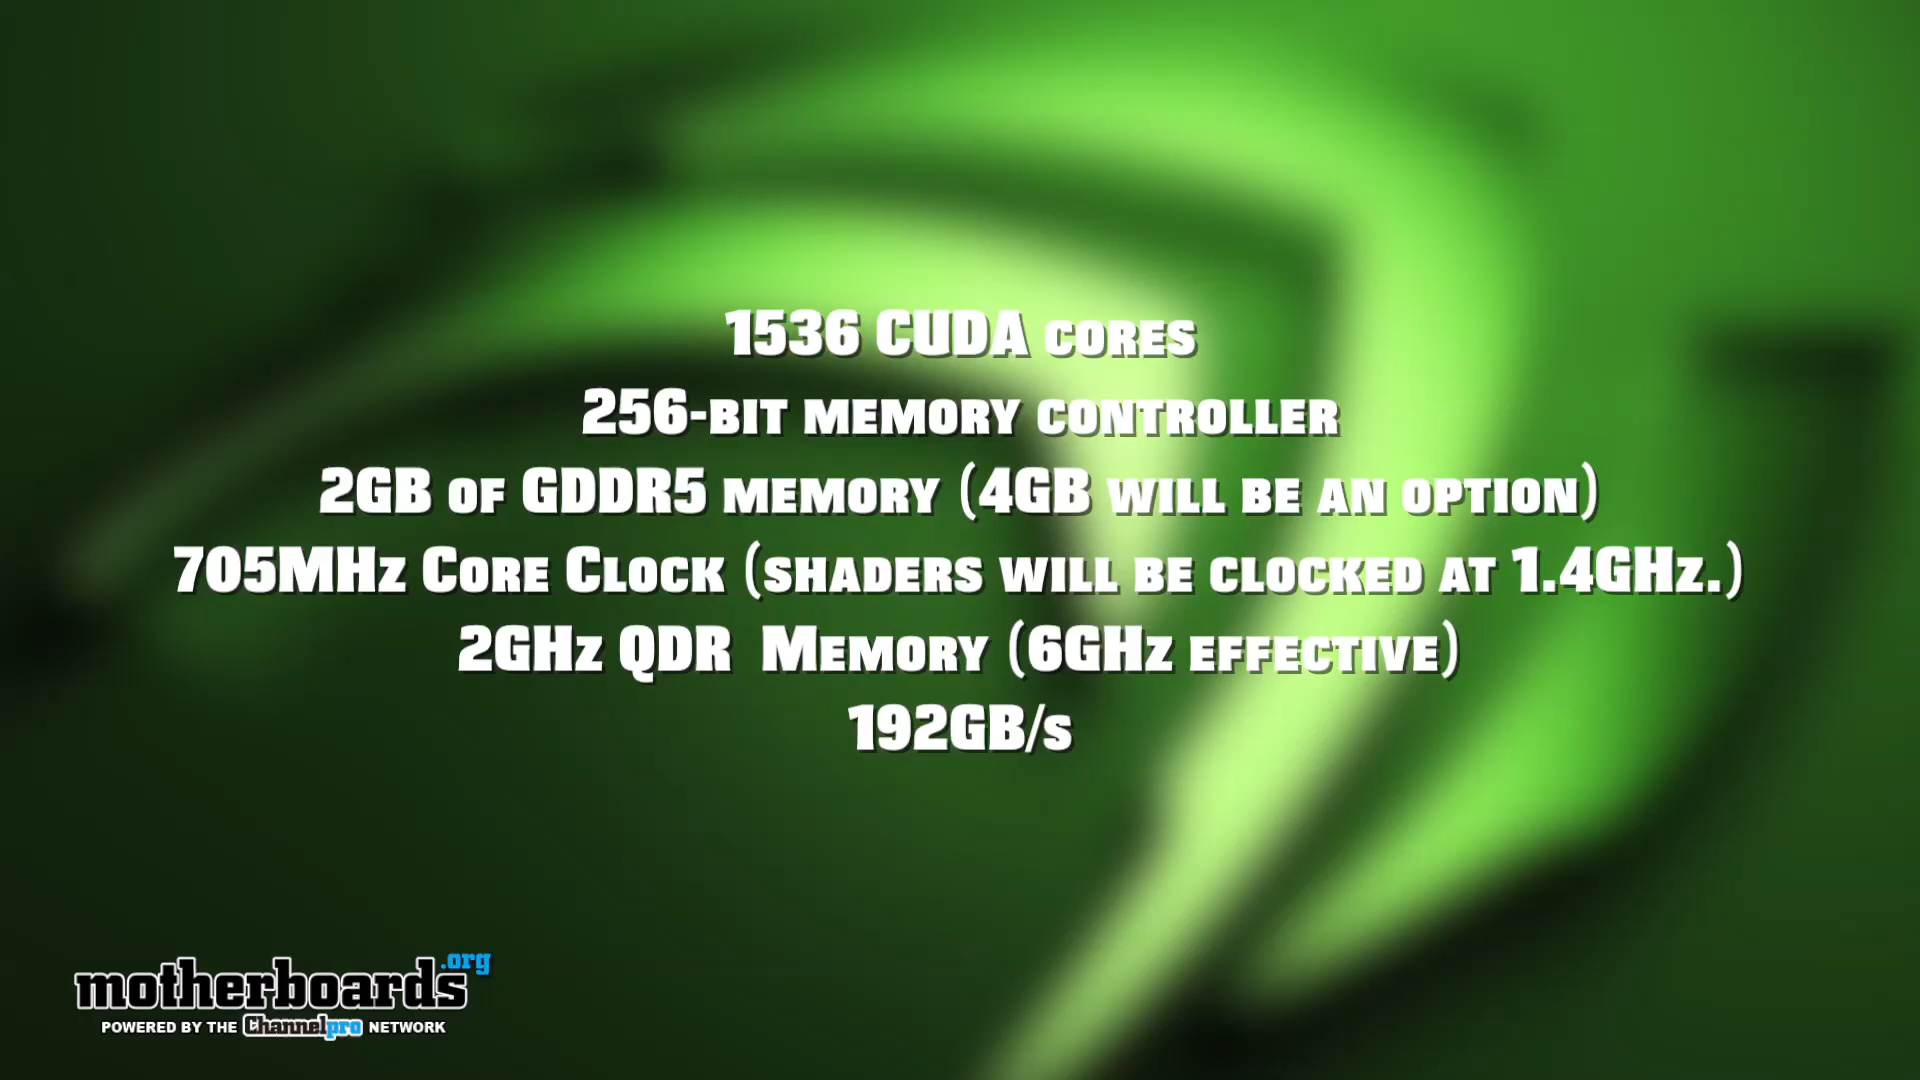 1536 CUDA cores
256-bit memory controller
2GB of GDDR5 memory (4GB will be an option)
705MHz Core Clock (shaders will be clocked at 1.4GHz.)
2GHz QDR Memory (6GHz effective)
192GB/s
motherboards.org
POWERED BY THE Channelpro NETWORK